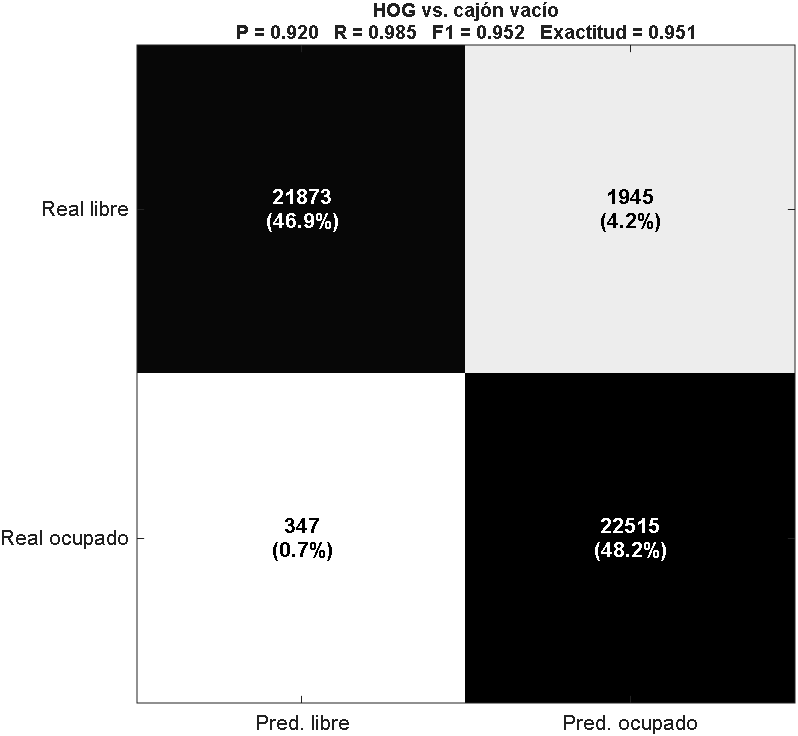 HOG vs. cajón vacío
P = 0.920 R = 0.985 F1 = 0.952 Exactitud = 0.951
Real libre
21873
(46.9%)
1945
(4.2%)
Real ocupado
347
(0.7%)
22515
(48.2%)
Pred. libre
Pred. ocupado